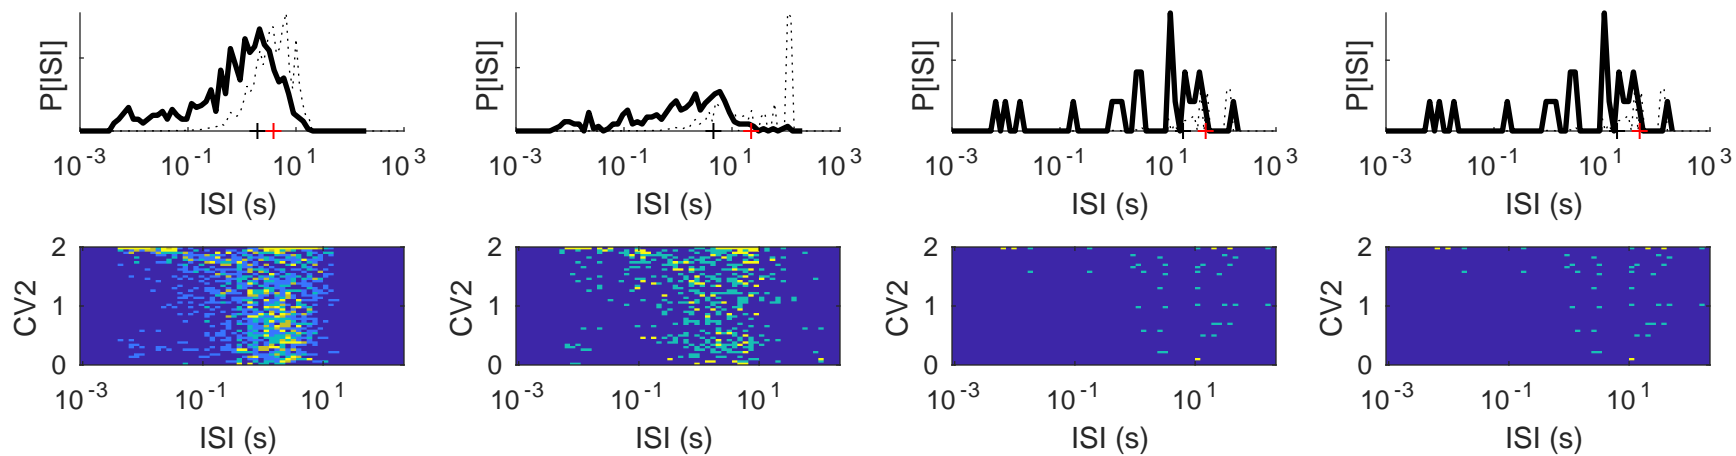 P[ISI] P[ISI] P[ISI] P[ISI]
10^-3 10^-1 10^1 10^3 10^-3 10^-1 10^1 10^3 10^-3 10^-1 10^1 10^3 10^-3 10^-1 10^1 10^3
ISI (s) ISI (s) ISI (s) ISI (s)
2 2 2 2
CV2 CV2 CV2 CV2
1 1 1 1
0 0 0 0
10^-3 10^-1 10^1 10^-3 10^-1 10^1 10^-3 10^-1 10^1 10^-3 10^-1 10^1
ISI (s) ISI (s) ISI (s) ISI (s)